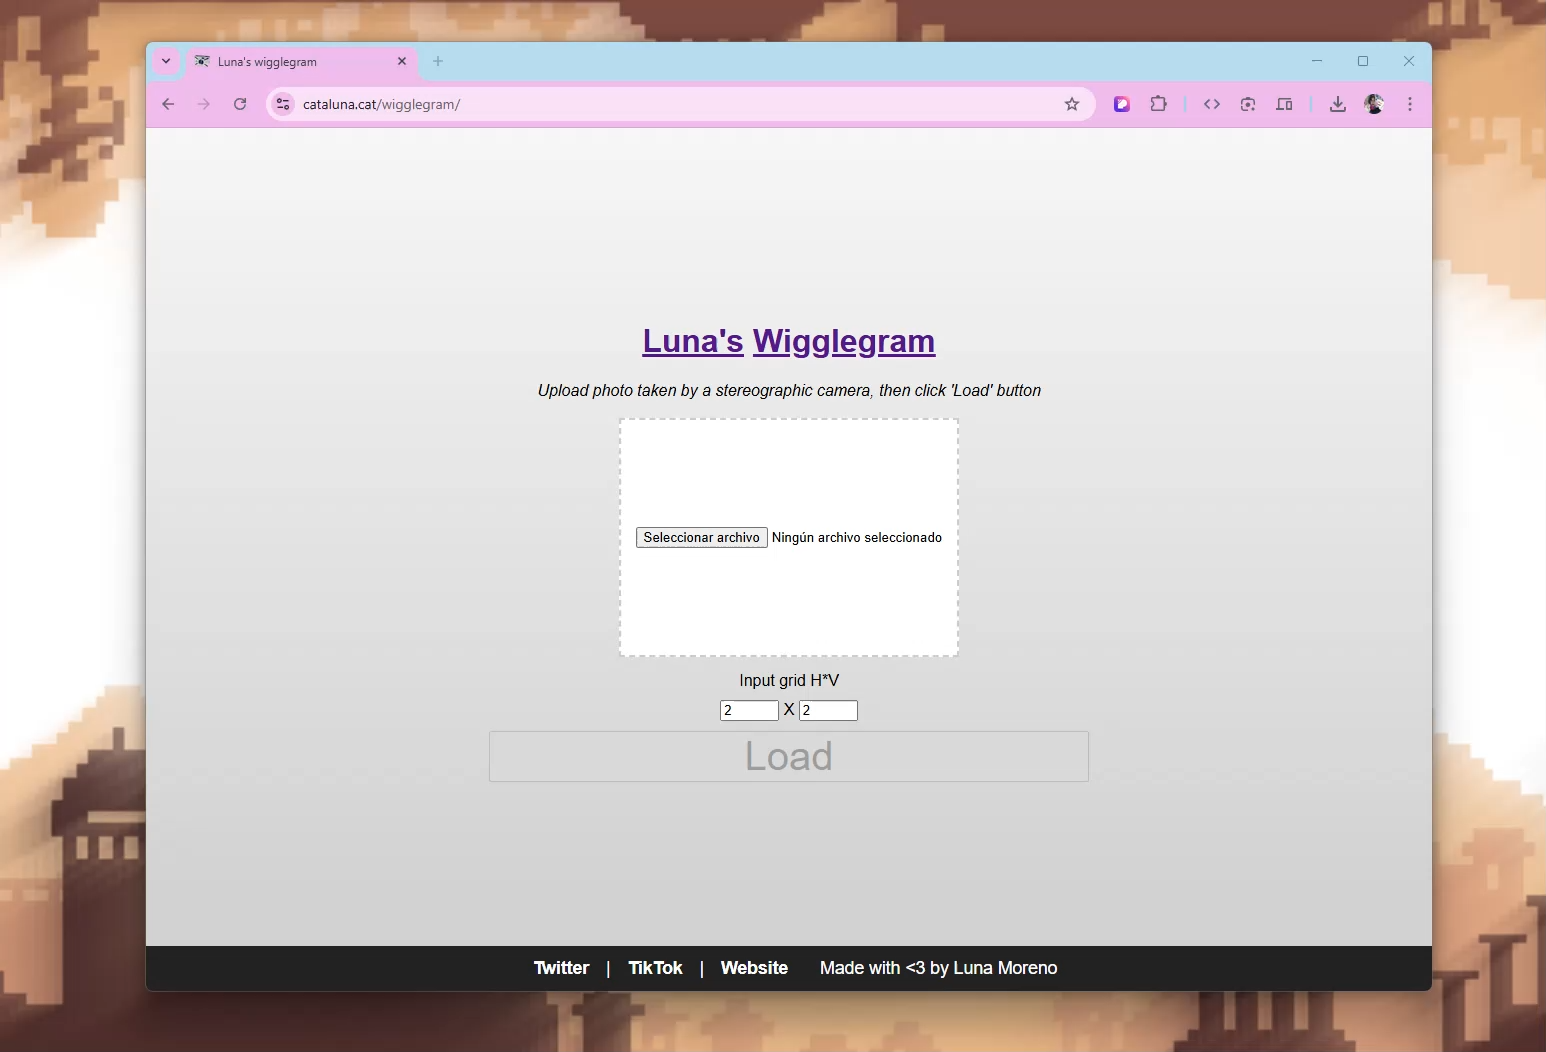 Luna's wigglegram
cataluna.cat/wigglegram/
Luna's Wigglegram
Upload photo taken by a stereographic camera, then click 'Load' button
Seleccionar archivo Ningún archivo seleccionado
Input grid H*V
2 X 2
Load
Twitter | TikTok | Website Made with <3 by Luna Moreno